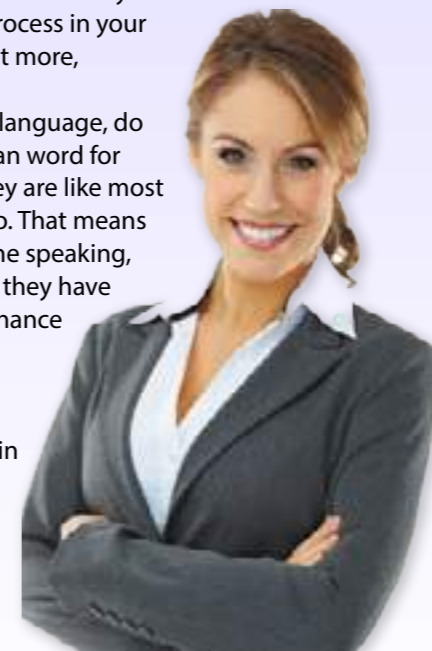 rocess in your
t more,
language, do
an word for
ey are like most
o. That means
ne speaking,
they have
hance
in